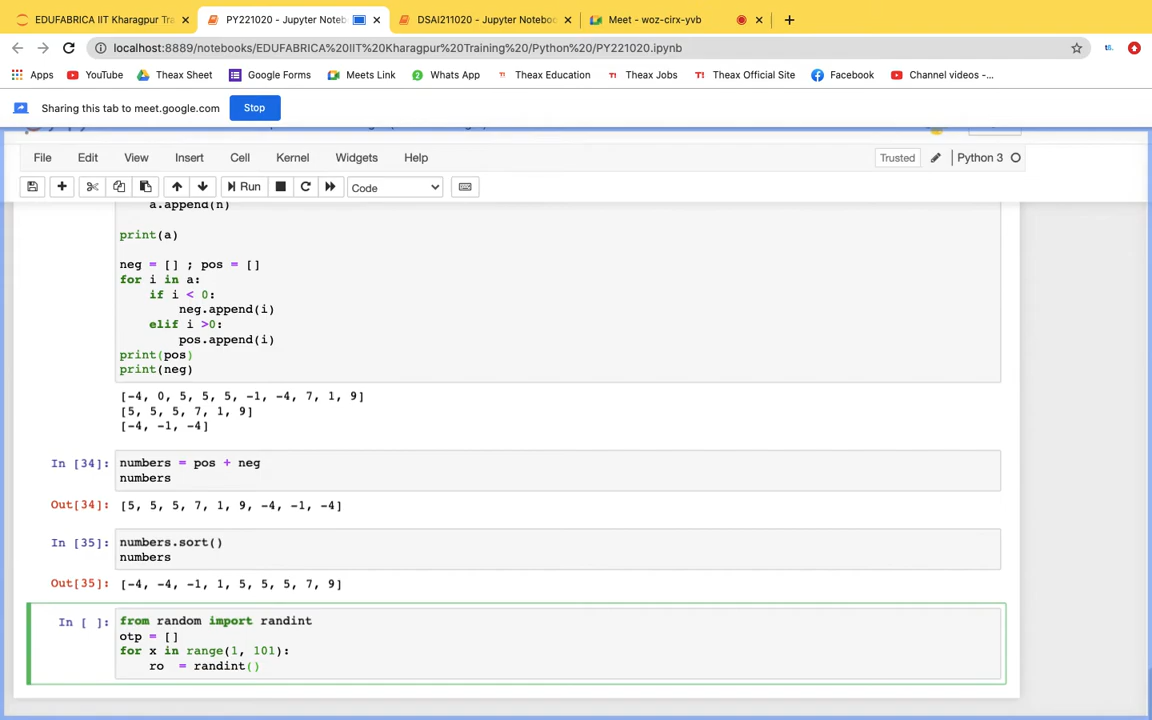 EDUFABRICA IIT Kharagpur Tra
PY221020 - Jupyter Noteb
DSAI211020 - Jupyter Noteboo
Meet - woz-cirx-yvb
localhost:8889/notebooks/EDUFABRICA%20IIT%20Kharagpur%20Training%20/Python%20/PY221020.ipynb
Apps
YouTube
Theax Sheet
Google Forms
Meets Link
Whats App
Theax Education
Theax Jobs
Theax Official Site
Facebook
Channel videos -...
Sharing this tab to meet.google.com
Stop
File Edit View Insert Cell Kernel Widgets Help
Trusted
Python 3
Run
Code
a.append(n)
print(a)
neg = [] ; pos = []
for i in a:
if i < 0:
neg.append(i)
elif i >0:
pos.append(i)
print(pos)
print(neg)
[-4, 0, 5, 5, 5, -1, -4, 7, 1, 9]
[5, 5, 5, 7, 1, 9]
[-4, -1, -4]
In [34]: numbers = pos + neg
numbers
Out[34]: [5, 5, 5, 7, 1, 9, -4, -1, -4]
In [35]: numbers.sort()
numbers
Out[35]: [-4, -4, -1, 1, 5, 5, 5, 7, 9]
In [ ]: from random import randint
otp = []
for x in range(1, 101):
ro = randint()